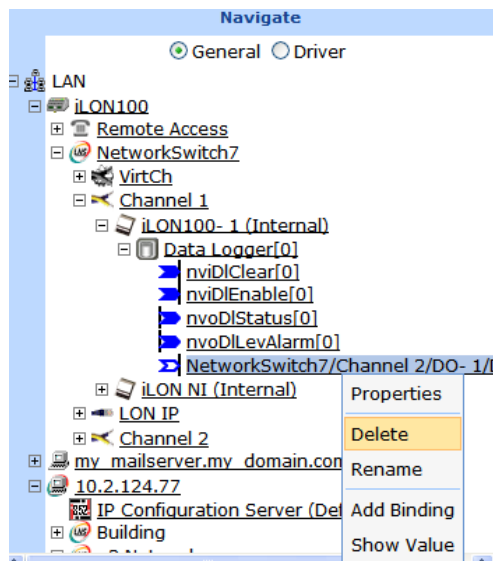 Navigate
General Driver
LAN
iLON100
Remote Access
NetworkSwitch7
VirtCh
Channel 1
iLON100- 1 (Internal)
Data Logger[0]
nviDlClear[0]
nviDlEnable[0]
nvoDlStatus[0]
nvoDlLevAlarm[0]
NetworkSwitch7/Channel 2/DO- 1/
iLON NI (Internal)
Properties
LON IP
Delete
Channel 2
my_mailserver.my_domain.con
Rename
10.2.124.77
IP Configuration Server (Def
Add Binding
Building
Show Value